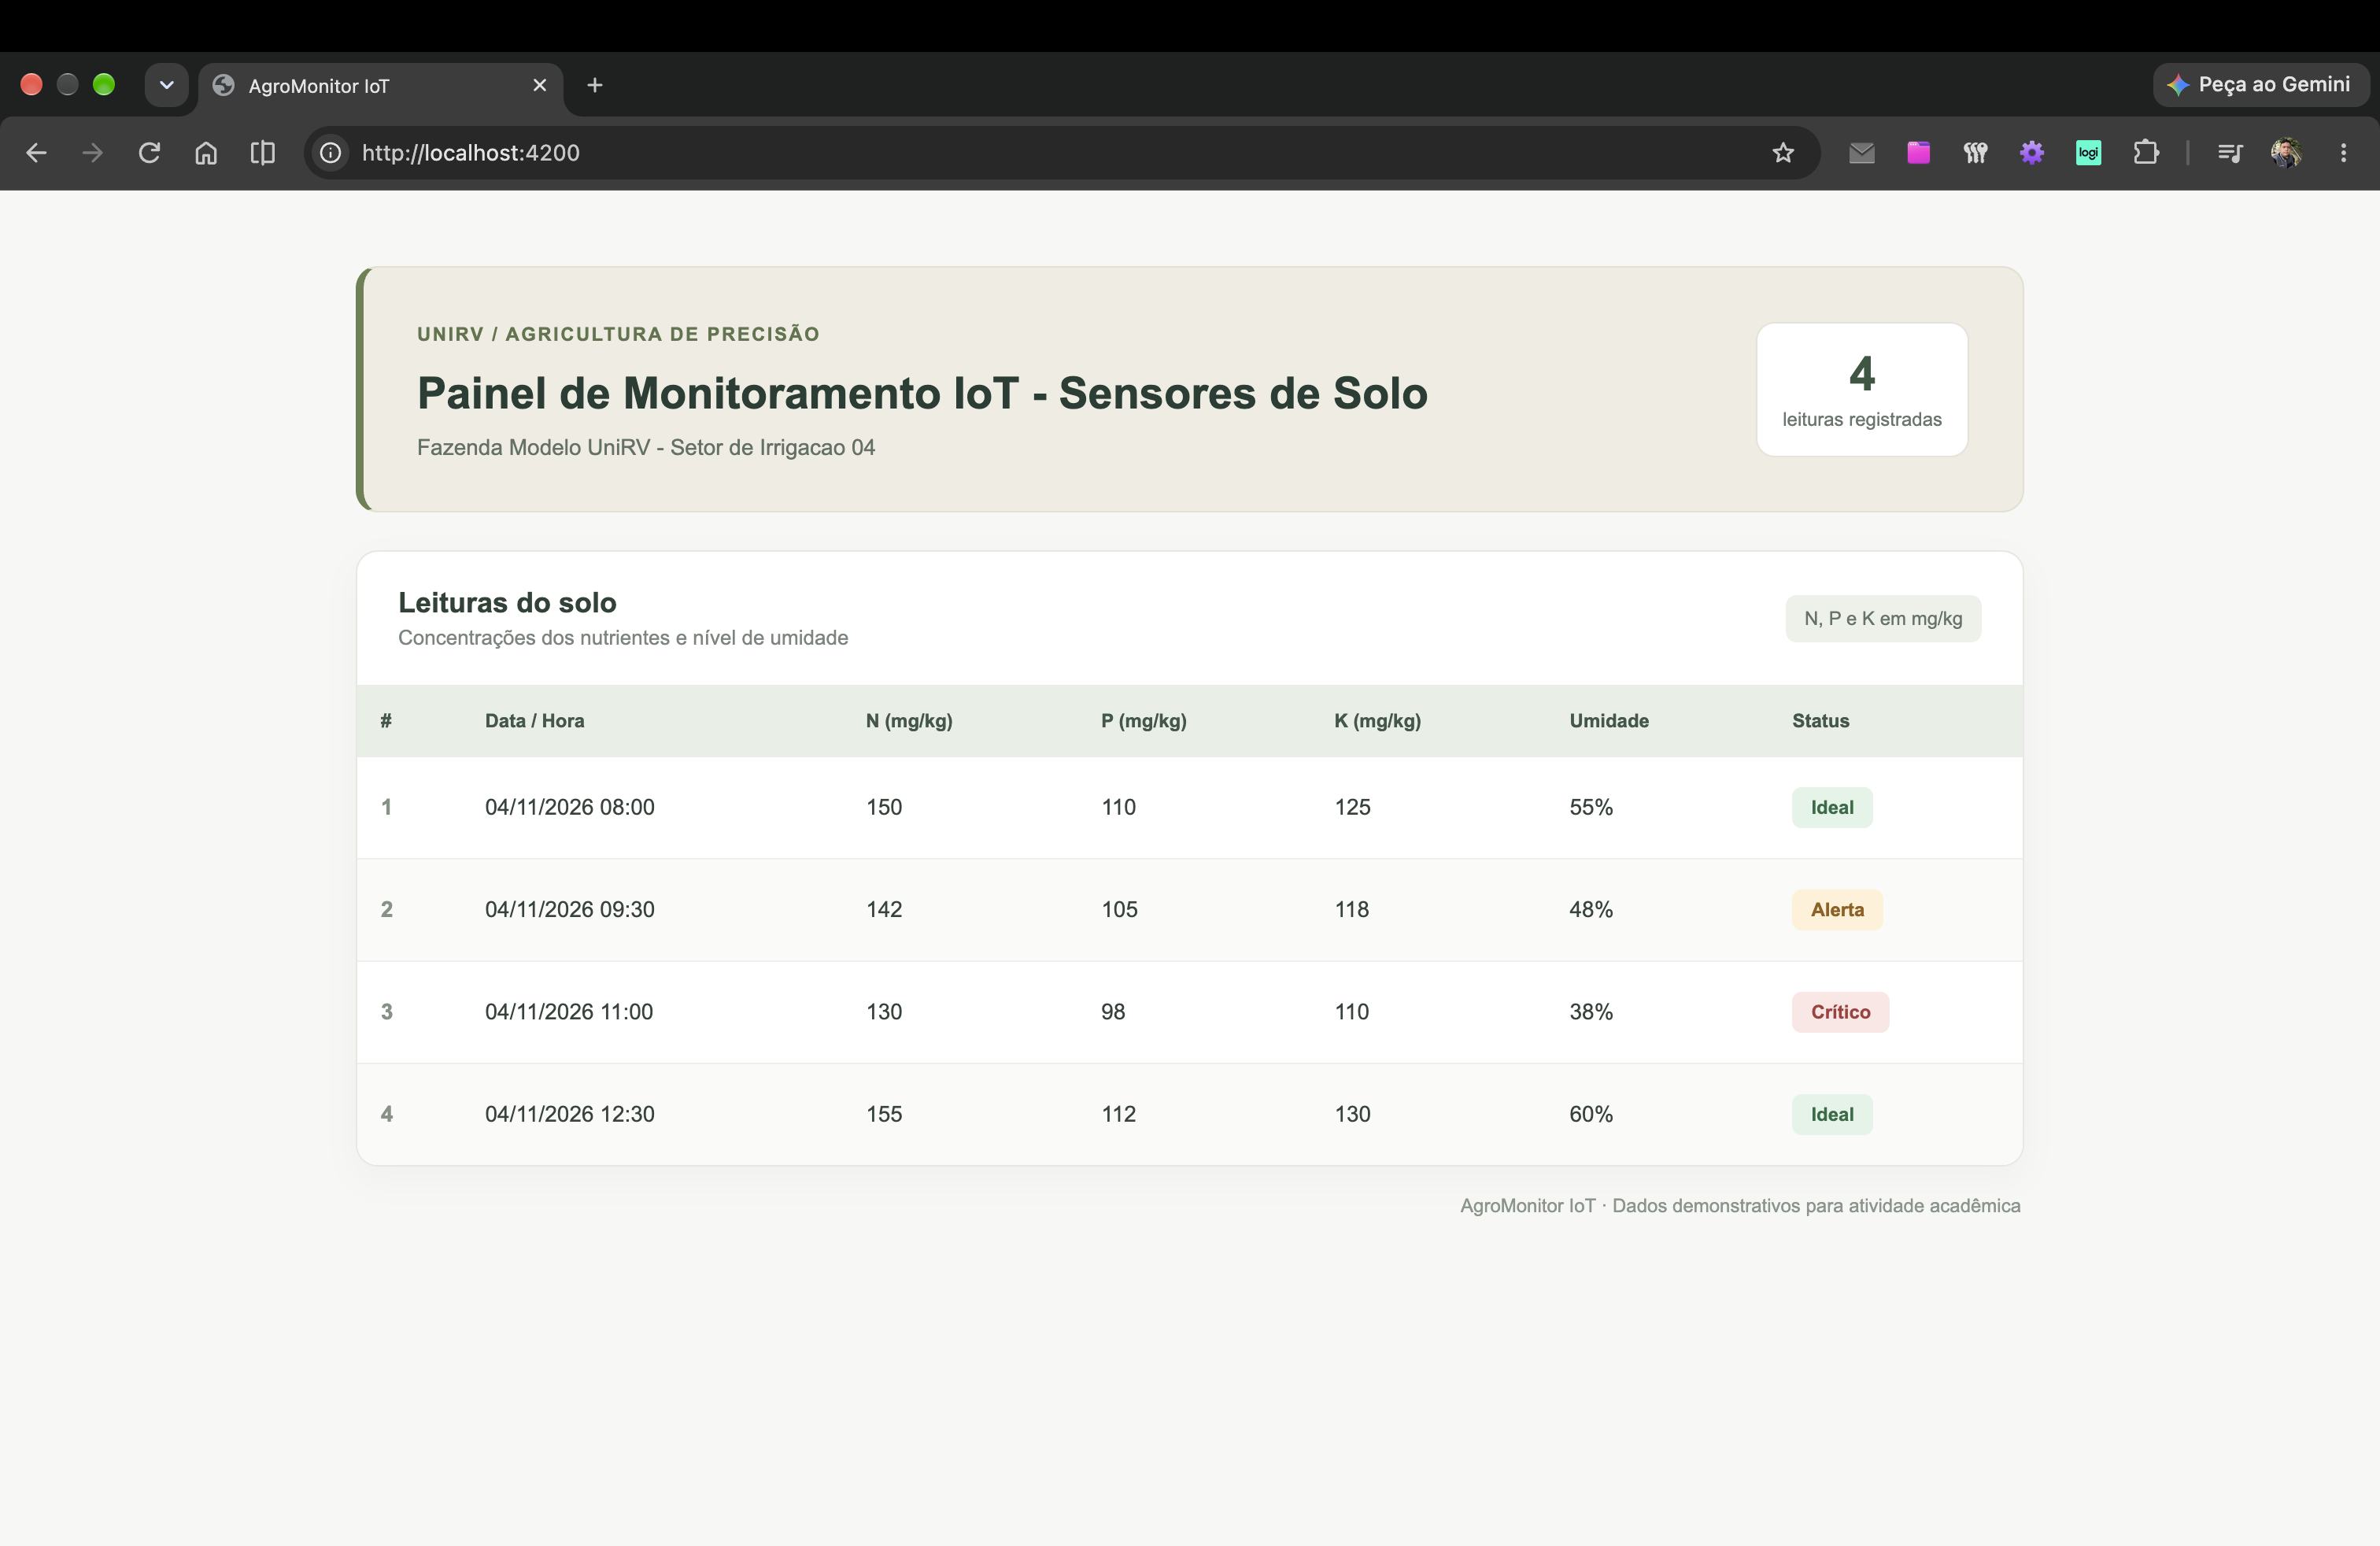 AgroMonitor IoT
Peça ao Gemini
http://localhost:4200
logi
UNIRV / AGRICULTURA DE PRECISÃO
Painel de Monitoramento IoT - Sensores de Solo
Fazenda Modelo UniRV - Setor de Irrigacao 04
4
leituras registradas
Leituras do solo
Concentrações dos nutrientes e nível de umidade
N, P e K em mg/kg
# Data / Hora N (mg/kg) P (mg/kg) K (mg/kg) Umidade Status
1 04/11/2026 08:00 150 110 125 55% Ideal
2 04/11/2026 09:30 142 105 118 48% Alerta
3 04/11/2026 11:00 130 98 110 38% Crítico
4 04/11/2026 12:30 155 112 130 60% Ideal
AgroMonitor IoT · Dados demonstrativos para atividade acadêmica